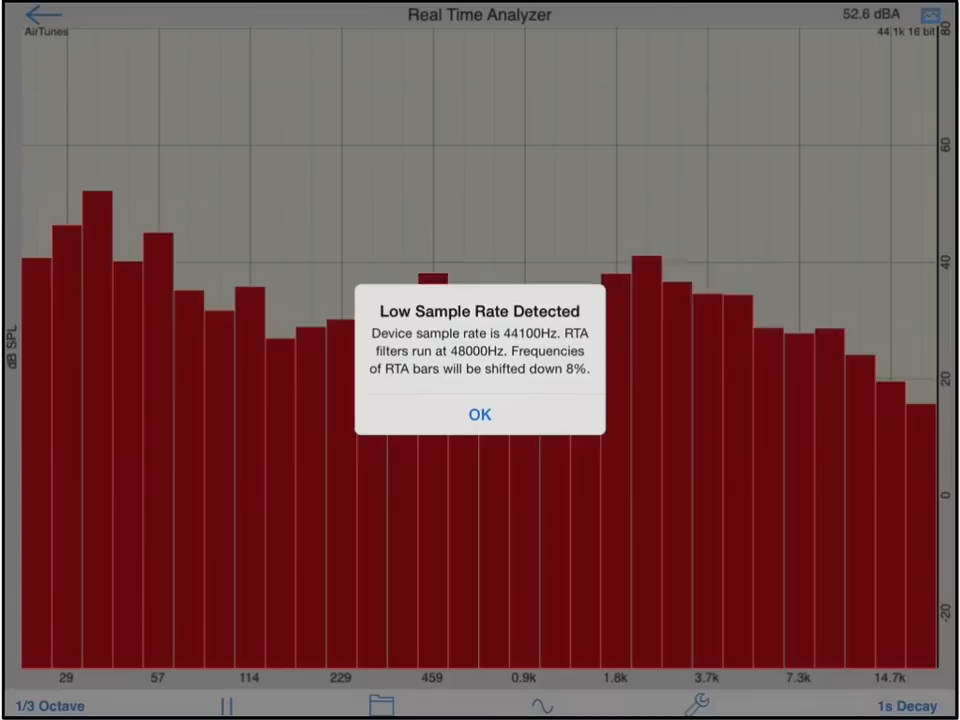 Real Time Analyzer
52.6 dBA
AirTunes
44.1k 16 bit
80
60
40
20
0
-20
dB SPL
Low Sample Rate Detected
Device sample rate is 44100Hz. RTA
filters run at 48000Hz. Frequencies
of RTA bars will be shifted down 8%.
OK
29 57 114 229 459 0.9k 1.8k 3.7k 7.3k 14.7k
1/3 Octave
1s Decay